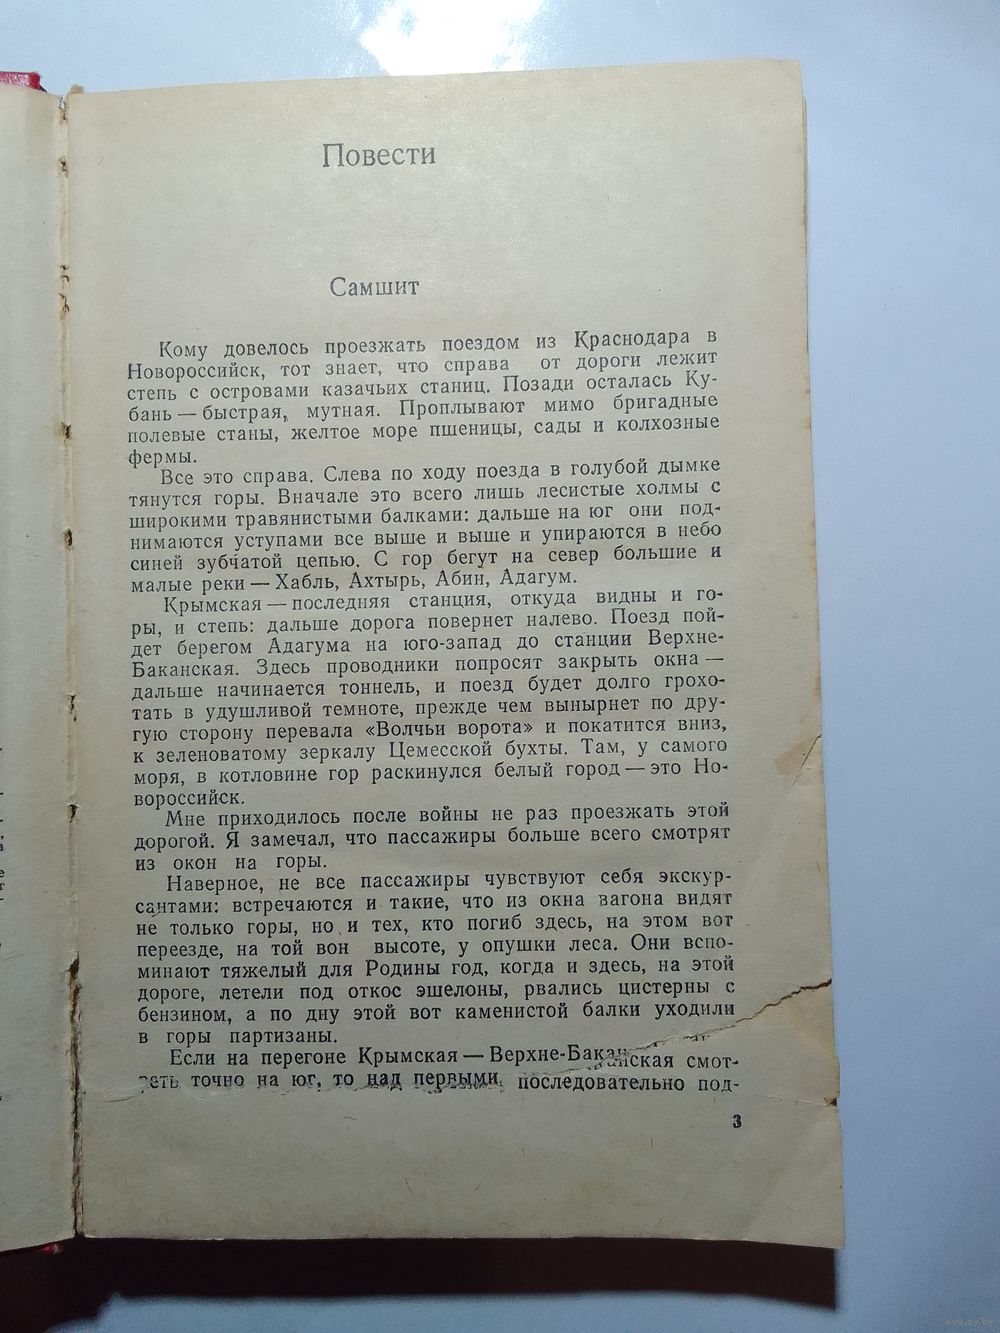 Повести
Самшит
Кому довелось проезжать поездом из Краснодара в
Новороссийск, тот знает, что справа от дороги лежит
степь с островами казачьих станиц. Позади осталась Ку-
бань — быстрая, мутная. Проплывают мимо бригадные
полевые станы, желтое море пшеницы, сады и колхозные
фермы.
Все это справа. Слева по ходу поезда в голубой дымке
тянутся горы. Вначале это всего лишь лесистые холмы с
широкими травянистыми балками: дальше на юг они под-
нимаются уступами все выше и выше и упираются в небо
синей зубчатой цепью. С гор бегут на север большие и
малые реки — Хабль, Ахтырь, Абин, Адагум.
Крымская — последняя станция, откуда видны и го-
ры, и степь: дальше дорога повернет налево. Поезд пой-
дет берегом Адагума на юго-запад до станции Верхне-
Баканская. Здесь проводники попросят закрыть окна —
дальше начинается тоннель, и поезд будет долго грохо-
тать в удушливой темноте, прежде чем вынырнет по дру-
гую сторону перевала «Волчьи ворота» и покатится вниз,
к зеленоватому зеркалу Цемесской бухты. Там, у самого
моря, в котловине гор раскинулся белый город — это Но-
вороссийск.
Мне приходилось после войны не раз проезжать этой
дорогой. Я замечал, что пассажиры больше всего смотрят
из окон на горы.
Наверное, не все пассажиры чувствуют себя экскур-
сантами: встречаются и такие, что из окна вагона видят
не только горы, но и тех, кто погиб здесь, на этом вот
переезде, на той вон высоте, у опушки леса. Они вспо-
минают тяжелый для Родины год, когда и здесь, на этой
дороге, летели под откос эшелоны, рвались цистерны с
бензином, а по дну этой вот каменистой балки уходили
в горы партизаны.
Если на перегоне Крымская — Верхне-Баканская смот-
реть точно на юг, то над первыми, последовательно под-
3
www.ay.by